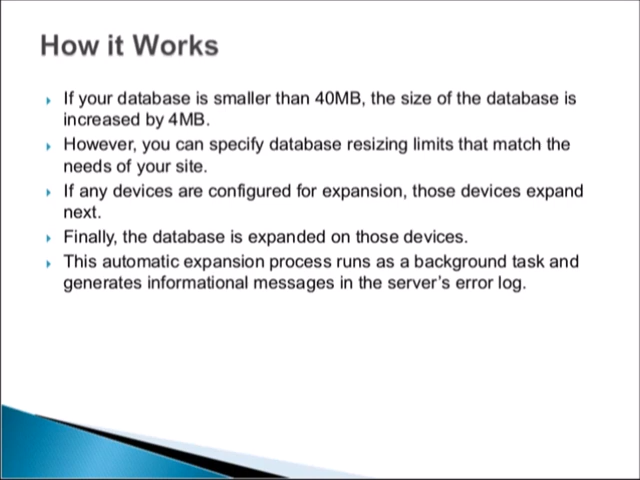 How it Works
If your database is smaller than 40MB, the size of the database is
increased by 4MB.
However, you can specify database resizing limits that match the
needs of your site.
If any devices are configured for expansion, those devices expand
next.
Finally, the database is expanded on those devices.
This automatic expansion process runs as a background task and
generates informational messages in the server’s error log.